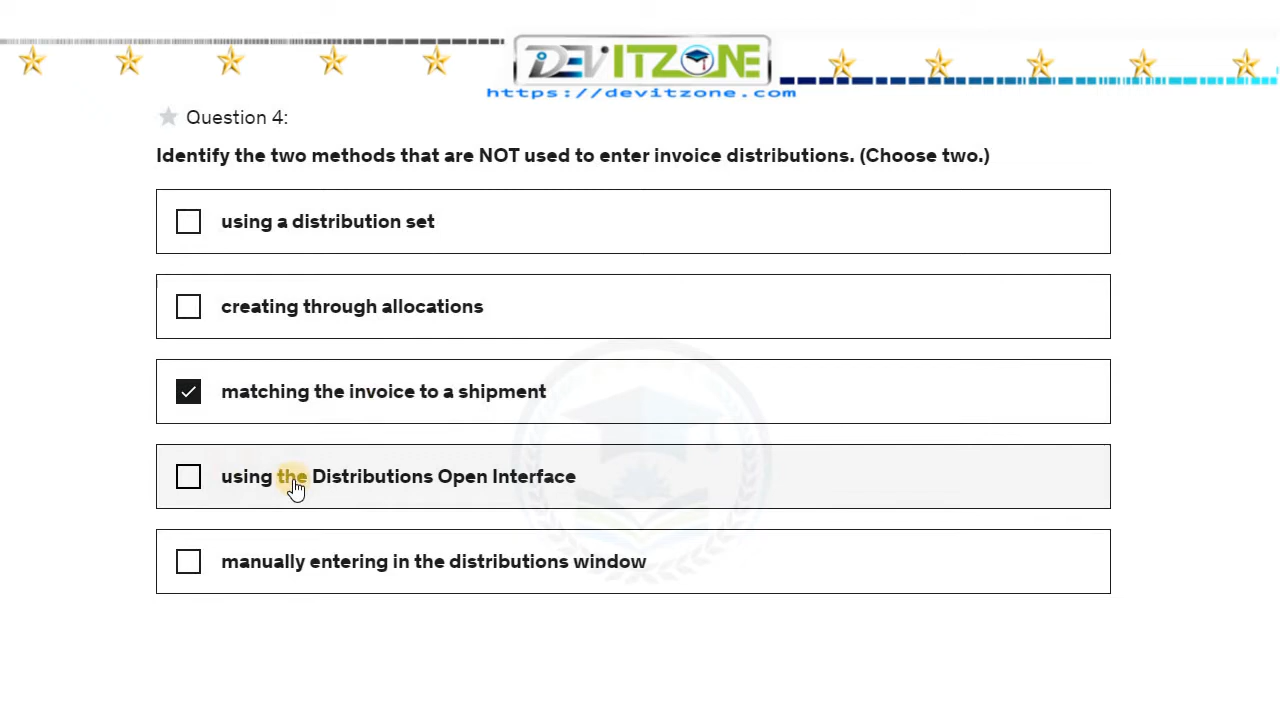 DEVITZONE
https://devitzone.com
Question 4:
Identify the two methods that are NOT used to enter invoice distributions. (Choose two.)
using a distribution set
creating through allocations
matching the invoice to a shipment
using the Distributions Open Interface
manually entering in the distributions window